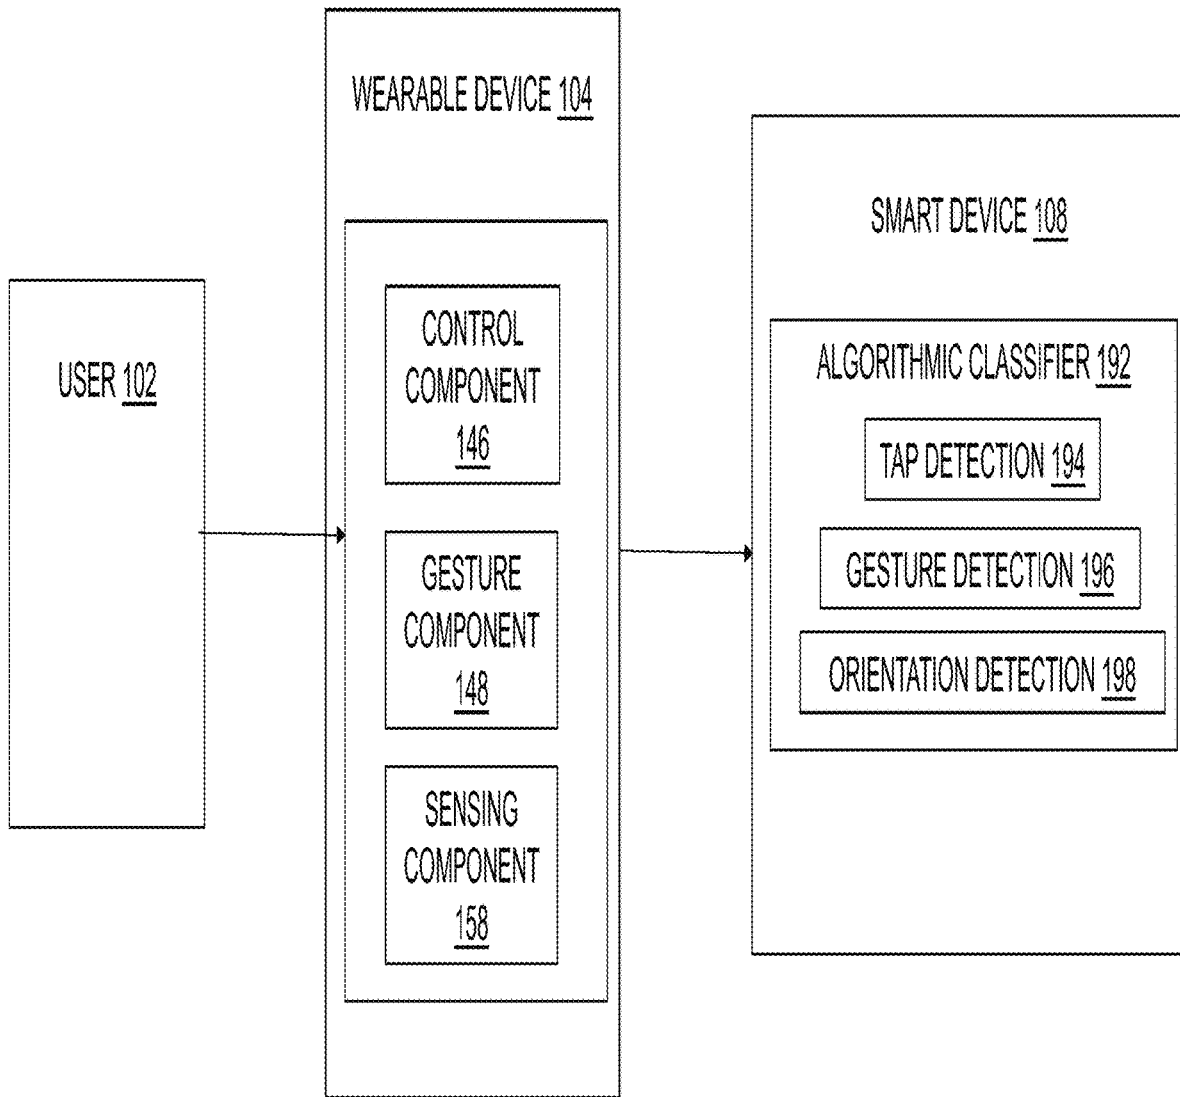 USER 102
WEARABLE DEVICE 104
CONTROL
COMPONENT
146
GESTURE
COMPONENT
148
SENSING
COMPONENT
158
SMART DEVICE 108
ALGORITHMIC CLASSIFIER 192
TAP DETECTION 194
GESTURE DETECTION 196
ORIENTATION DETECTION 198